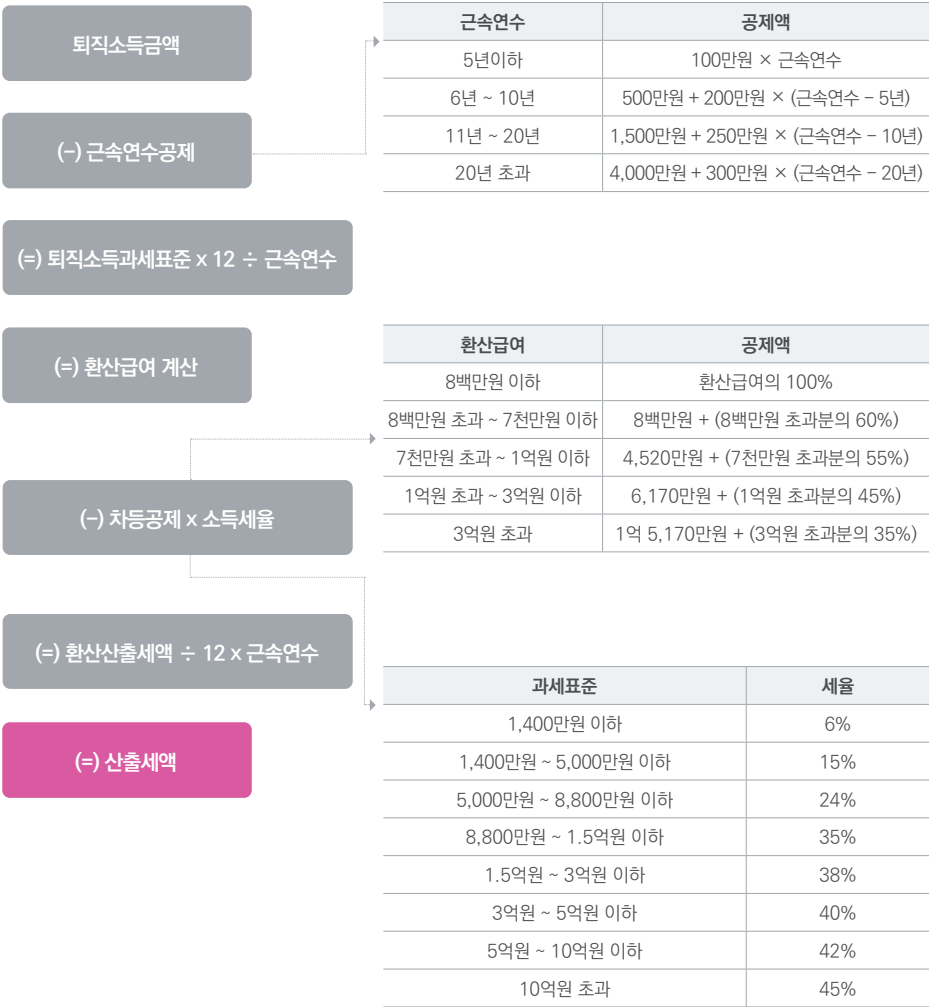 퇴직소득금액
(-) 근속연수공제
근속연수 공제액
5년이하 100만원 × 근속연수
6년 ~ 10년 500만원 + 200만원 × (근속연수 - 5년)
11년 ~ 20년 1,500만원 + 250만원 × (근속연수 - 10년)
20년 초과 4,000만원 + 300만원 × (근속연수 - 20년)
(=) 퇴직소득과세표준 x 12 ÷ 근속연수
(=) 환산급여 계산
환산급여 공제액
8백만원 이하 환산급여의 100%
8백만원 초과 ~ 7천만원 이하 8백만원 + (8백만원 초과분의 60%)
7천만원 초과 ~ 1억원 이하 4,520만원 + (7천만원 초과분의 55%)
1억원 초과 ~ 3억원 이하 6,170만원 + (1억원 초과분의 45%)
3억원 초과 1억 5,170만원 + (3억원 초과분의 35%)
(-) 차등공제 x 소득세율
(=) 환산산출세액 ÷ 12 x 근속연수
(=) 산출세액
과세표준 세율
1,400만원 이하 6%
1,400만원 ~ 5,000만원 이하 15%
5,000만원 ~ 8,800만원 이하 24%
8,800만원 ~ 1.5억원 이하 35%
1.5억원 ~ 3억원 이하 38%
3억원 ~ 5억원 이하 40%
5억원 ~ 10억원 이하 42%
10억원 초과 45%